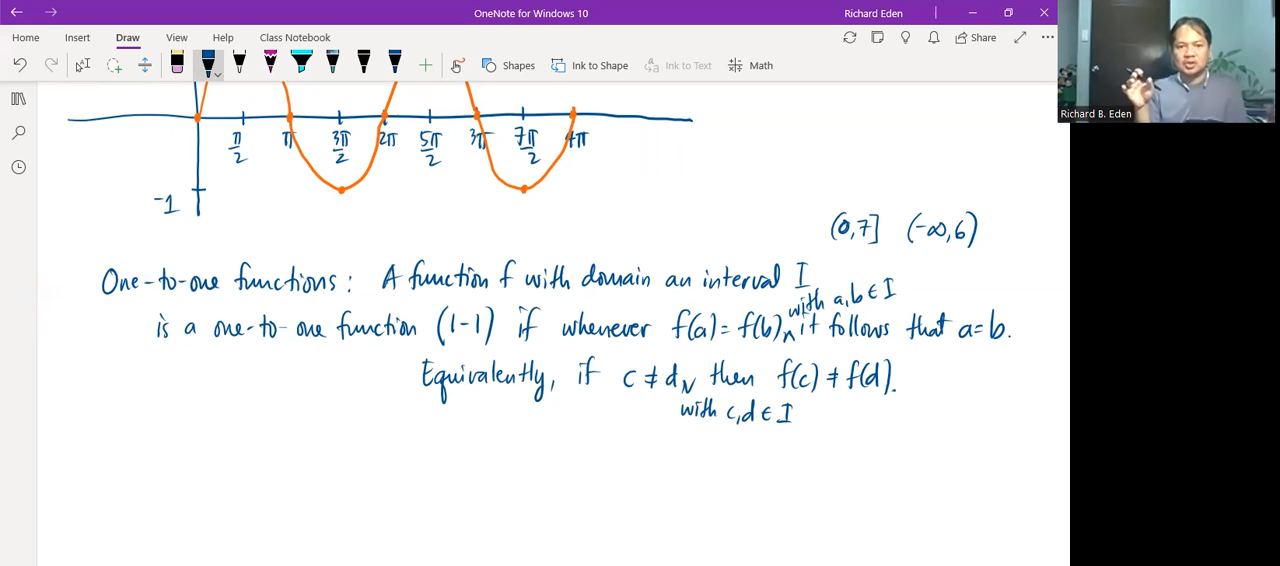 OneNote for Windows 10
Richard Eden
Home Insert Draw View Help Class Notebook
Share
Shapes Ink to Shape Ink to Text Math
Richard B. Eden
π/2 π 3π/2 2π 5π/2 3π 7π/2 4π
-1
(0,7] (-∞,6)
One-to-one functions: A function f with domain an interval I
with a,b ∈ I
is a one-to-one function (1-1) if whenever f(a) = f(b) ∧ it follows that a=b.
Equivalently, if c ≠ d ∨ then f(c) ≠ f(d).
with c,d ∈ I